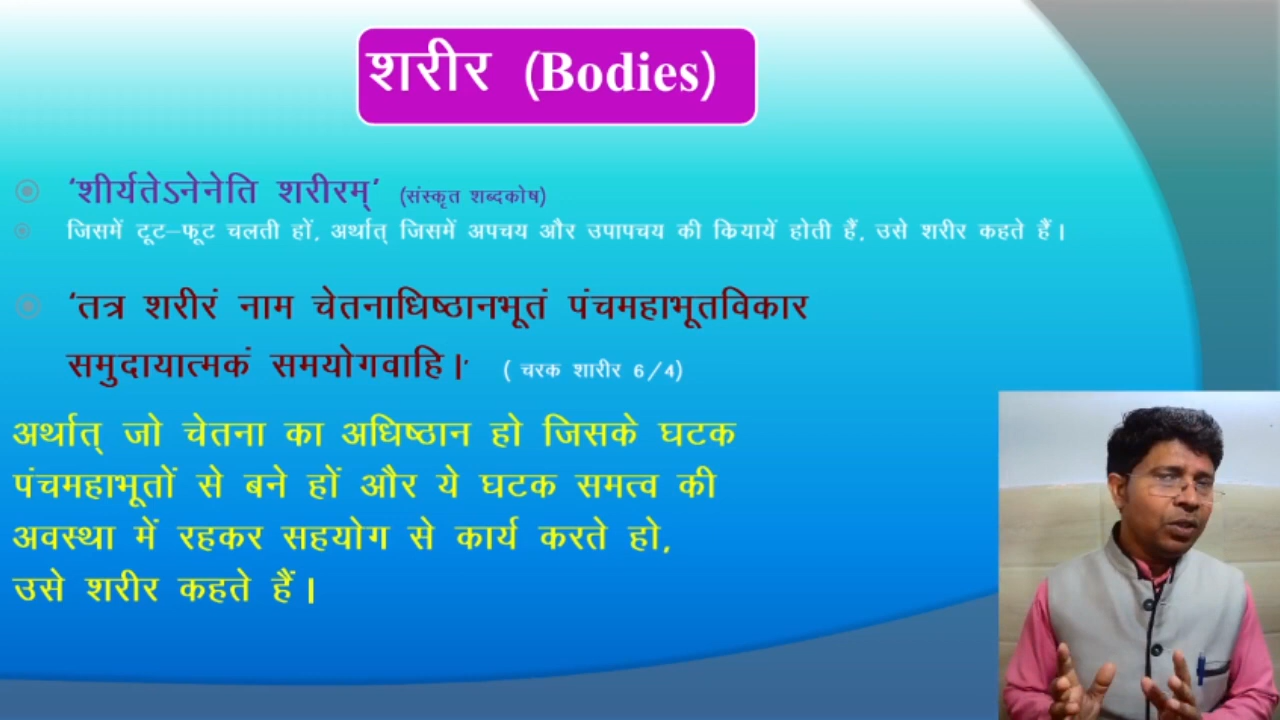 शरीर (Bodies)
‘शीर्यतेऽनेनेति शरीरम्’ (संस्कृत शब्दकोष)
जिसमें टूट–फूट चलती हों, अर्थात् जिसमें अपचय और उपापचय की कियायें होती हैं, उसे शरीर कहते हैं।
‘तत्र शरीरं नाम चेतनाधिष्ठानभूतं पंचमहाभूतविकार
समुदायात्मकं समयोगवाहि।’ ( चरक शारीर 6/4)
अर्थात् जो चेतना का अधिष्ठान हो जिसके घटक
पंचमहाभूतों से बने हों और ये घटक समत्व की
अवस्था में रहकर सहयोग से कार्य करते हो,
उसे शरीर कहते हैं।